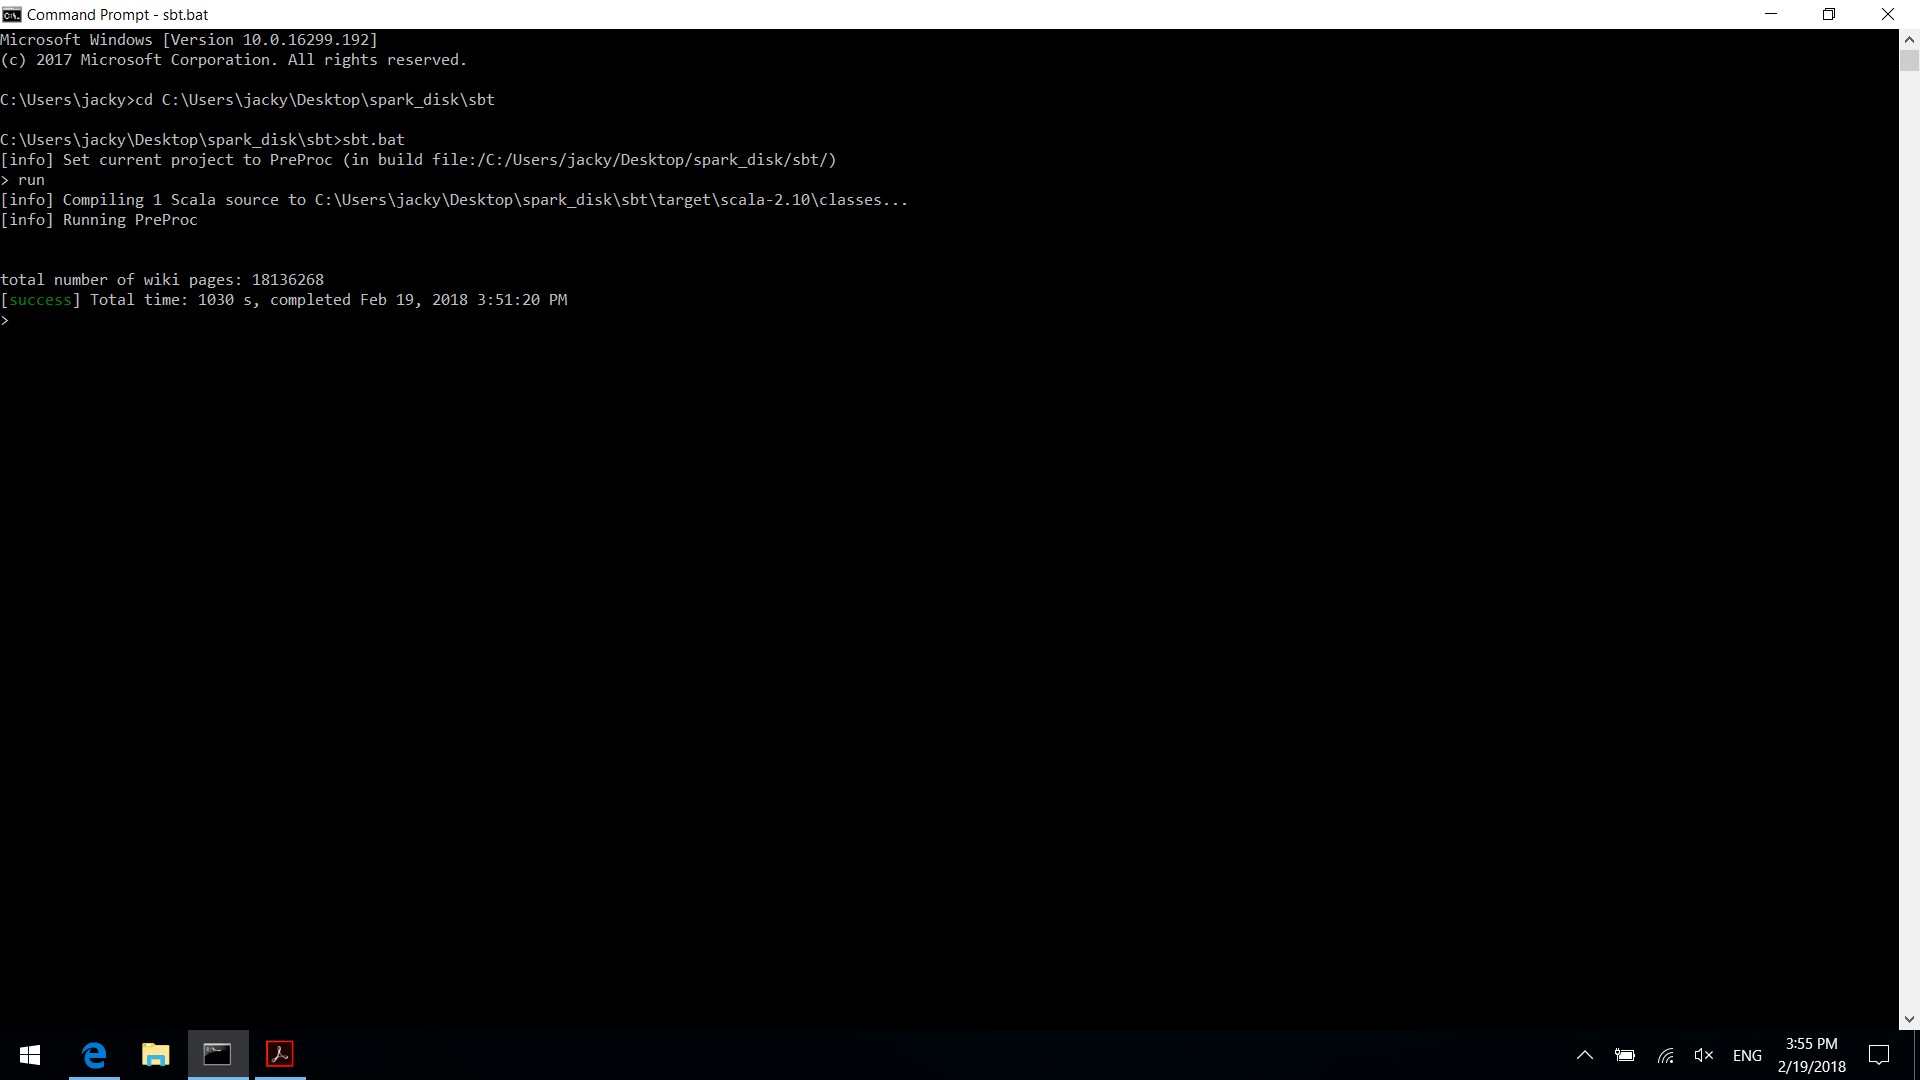 Command Prompt - sbt.bat
Microsoft Windows [Version 10.0.16299.192]
(c) 2017 Microsoft Corporation. All rights reserved.
C:\Users\jacky>cd C:\Users\jacky\Desktop\spark_disk\sbt
C:\Users\jacky\Desktop\spark_disk\sbt>sbt.bat
[info] Set current project to PreProc (in build file:/C:/Users/jacky/Desktop/spark_disk/sbt/)
> run
[info] Compiling 1 Scala source to C:\Users\jacky\Desktop\spark_disk\sbt\target\scala-2.10\classes...
[info] Running PreProc
total number of wiki pages: 18136268
[success] Total time: 1030 s, completed Feb 19, 2018 3:51:20 PM
>
ENG
3:55 PM
2/19/2018